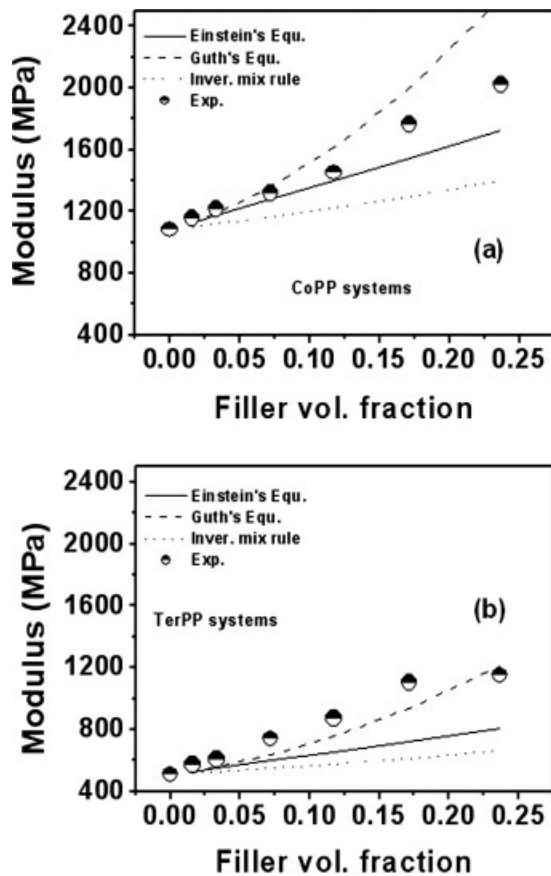 2400
2000
1600
1200
800
400
Modulus (MPa)
Einstein's Equ.
Guth's Equ.
Inver. mix rule
Exp.
(a)
CoPP systems
0.00 0.05 0.10 0.15 0.20 0.25
Filler vol. fraction
2400
2000
1600
1200
800
400
Modulus (MPa)
Einstein's Equ.
Guth's Equ.
Inver. mix rule
Exp.
TerPP systems
(b)
0.00 0.05 0.10 0.15 0.20 0.25
Filler vol. fraction